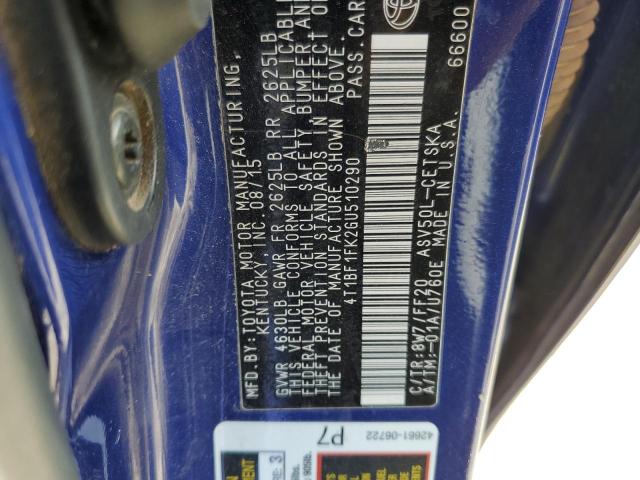 MFD.BY:TOYOTA MOTOR MANUFACTURING,
KENTUCKY, INC. 08/15
GVWR 4630LB GAWR FR 2625LB RR 2625LB
THIS VEHICLE CONFORMS TO ALL APPLICABLE
FEDERAL MOTOR VEHICLE SAFETY, BUMPER, AND
THEFT PREVENTION STANDARDS IN EFFECT ON
THE DATE OF MANUFACTURE SHOWN ABOVE.
4T1BF1FK2GU510290 PASS.CAR
C/TR:8W7/FF20 ASV50L-CETSKA
A/TM:-01A/U760E MADE IN U.S.A.
66600
42661-06722
P7
3